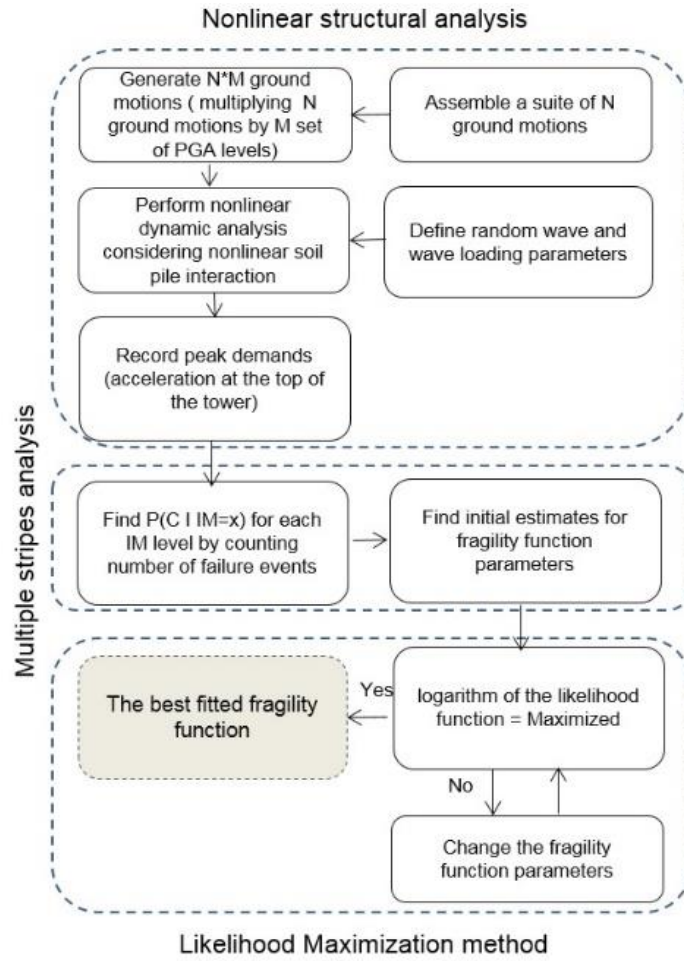 Nonlinear structural analysis
Generate N*M ground
motions ( multiplying N
ground motions by M set
of PGA levels)
Assemble a suite of N
ground motions
Perform nonlinear
dynamic analysis
considering nonlinear soil
pile interaction
Define random wave and
wave loading parameters
Record peak demands
(acceleration at the top of
the tower)
Multiple stripes analysis
Find P(C I IM=x) for each
IM level by counting
number of failure events
Find initial estimates for
fragility function
parameters
The best fitted fragility
function
Yes
logarithm of the likelihood
function = Maximized
No
Change the fragility
function parameters
Likelihood Maximization method